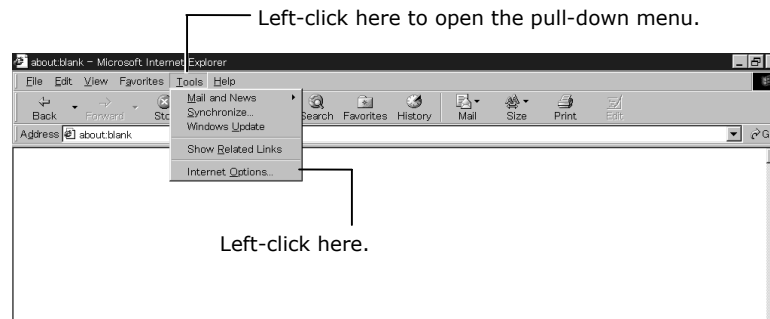 Left-click here to open the pull-down menu.
about:blank - Microsoft Internet Explorer
File Edit View Favorites Tools Help
Mail and News
Synchronize...
Windows Update
Show Related Links
Internet Options...
Back Forward Search Favorites History Mail Size Print Edit
Address about:blank
Left-click here.